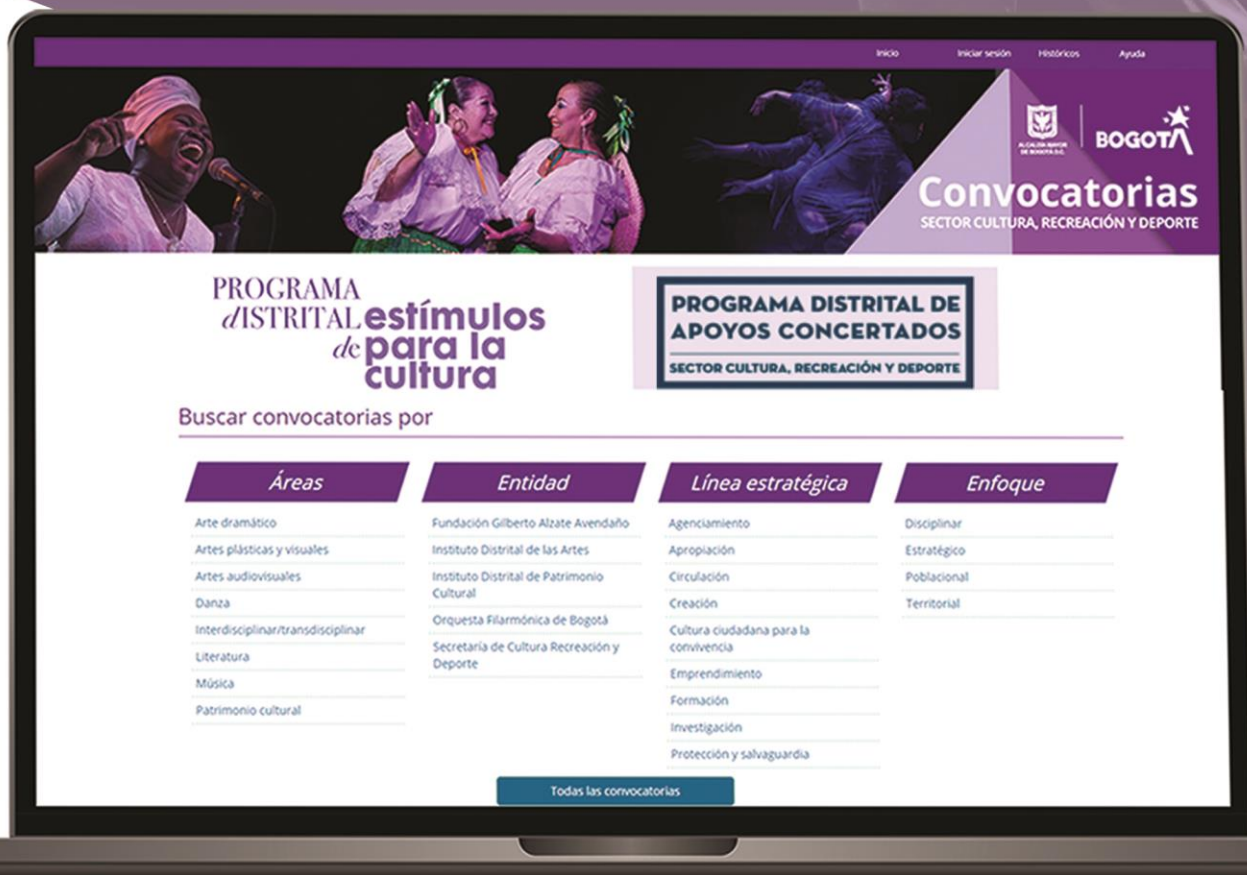 Inicio
Iniciar sesión
Históricos
Ayuda
ALCALDÍA MAYOR
DE BOGOTÁ D.C.
BOGOTÁ
Convocatorias
SECTOR CULTURA, RECREACIÓN Y DEPORTE
PROGRAMA
dISTRITAL
de
estímulos
para la
cultura
PROGRAMA DISTRITAL DE
APOYOS CONCERTADOS
SECTOR CULTURA, RECREACIÓN Y DEPORTE
Buscar convocatorias por
Áreas
Arte dramático
Artes plásticas y visuales
Artes audiovisuales
Danza
Interdisciplinar/transdisciplinar
Literatura
Música
Patrimonio cultural
Entidad
Fundación Gilberto Alzate Avendaño
Instituto Distrital de las Artes
Instituto Distrital de Patrimonio
Cultural
Orquesta Filarmónica de Bogotá
Secretaría de Cultura Recreación y
Deporte
Línea estratégica
Agenciamiento
Apropiación
Circulación
Creación
Cultura ciudadana para la
convivencia
Emprendimiento
Formación
Investigación
Protección y salvaguardia
Enfoque
Disciplinar
Estratégico
Poblacional
Territorial
Todas las convocatorias